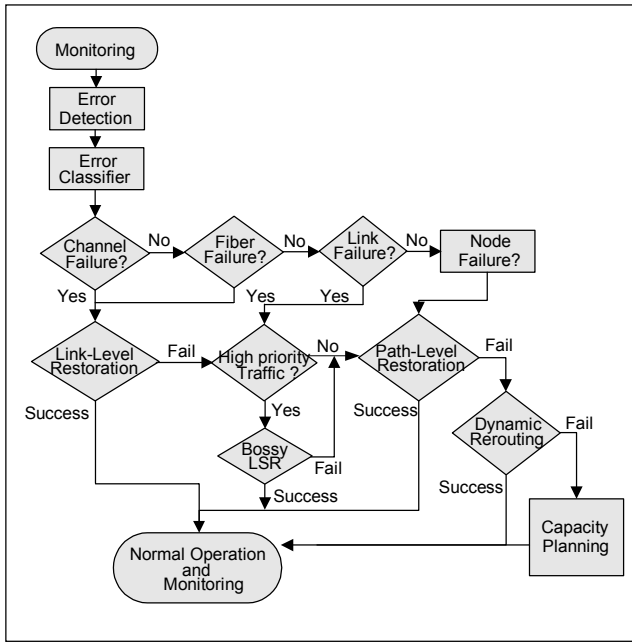 Monitoring
Error
Detection
Error
Classifier
Channel
Failure?
No
Fiber
Failure?
No
Link
Failure?
No
Node
Failure?
Yes
Yes
Yes
Link-Level
Restoration
Fail
High priority
Traffic ?
No
Path-Level
Restoration
Fail
Success
Yes
Success
Dynamic
Rerouting
Fail
Bossy
LSR
Fail
Success
Success
Normal Operation
and
Monitoring
Capacity
Planning